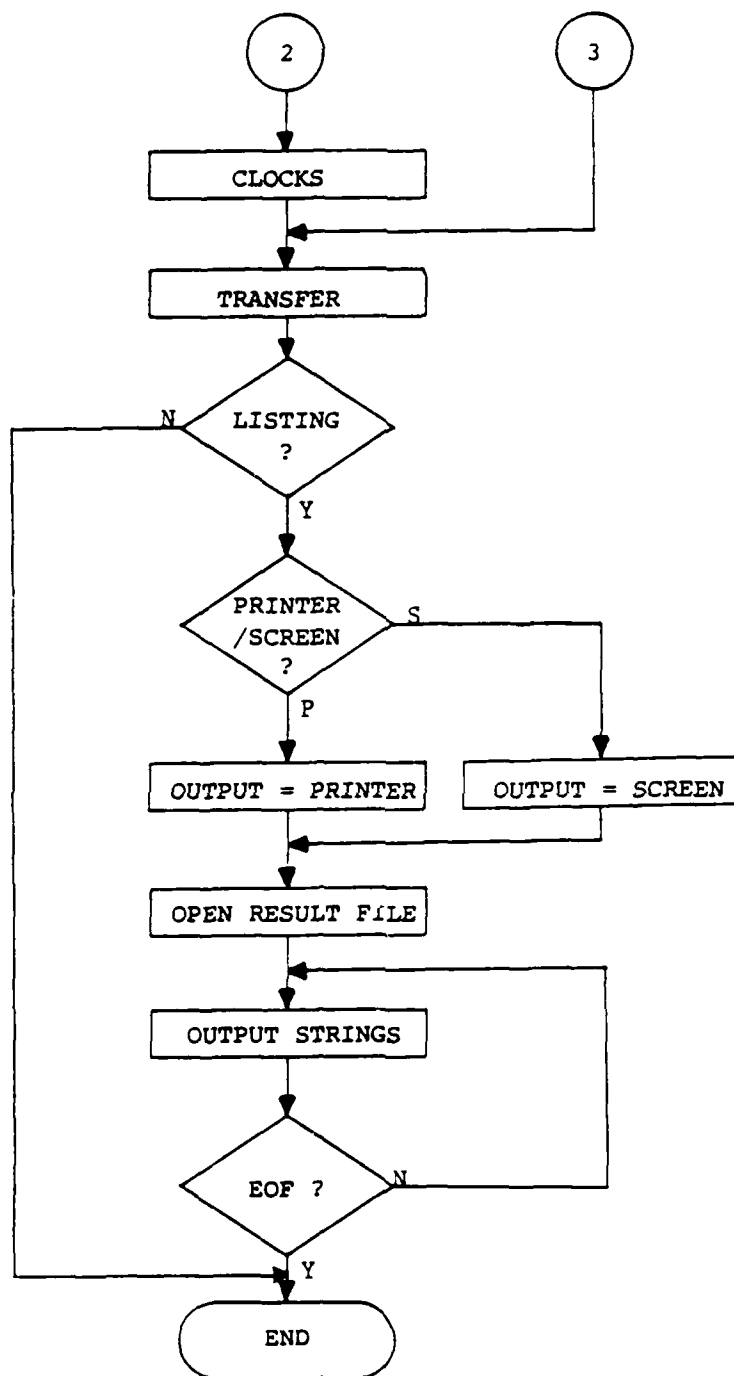 2
3
CLOCKS
TRANSFER
N
LISTING
?
Y
PRINTER
/SCREEN
?
S
P
OUTPUT = PRINTER
OUTPUT = SCREEN
OPEN RESULT FILE
OUTPUT STRINGS
EOF ?
N
Y
END